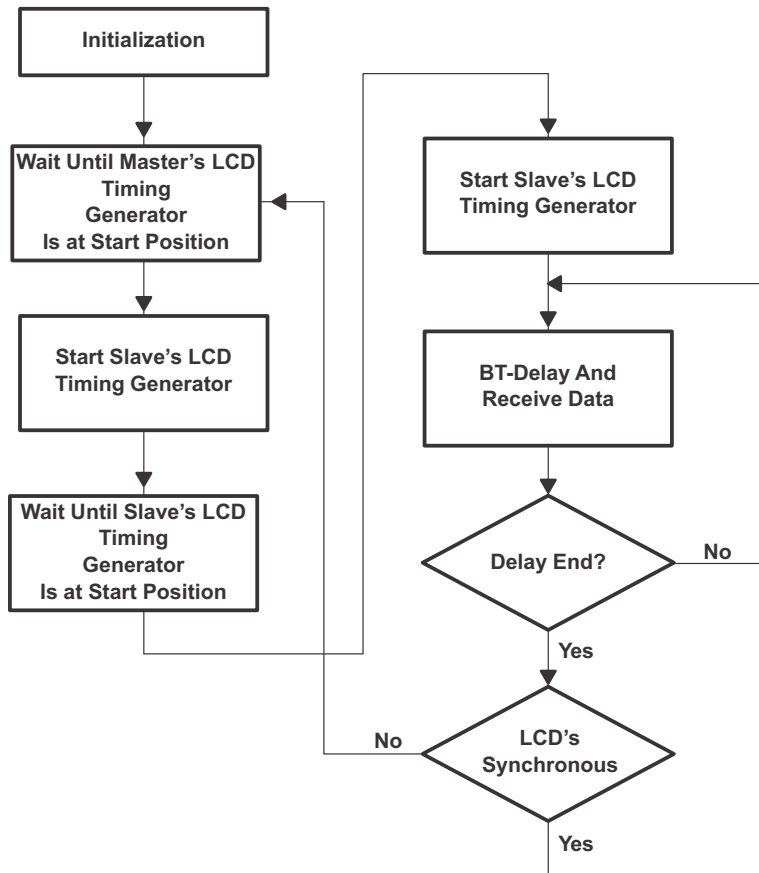 Initialization
Wait Until Master's LCD
Timing
Generator
Is at Start Position
Start Slave's LCD
Timing Generator
Wait Until Slave's LCD
Timing
Generator
Is at Start Position
Start Slave's LCD
Timing Generator
BT-Delay And
Receive Data
Delay End?
No
Yes
LCD's
Synchronous
No
Yes